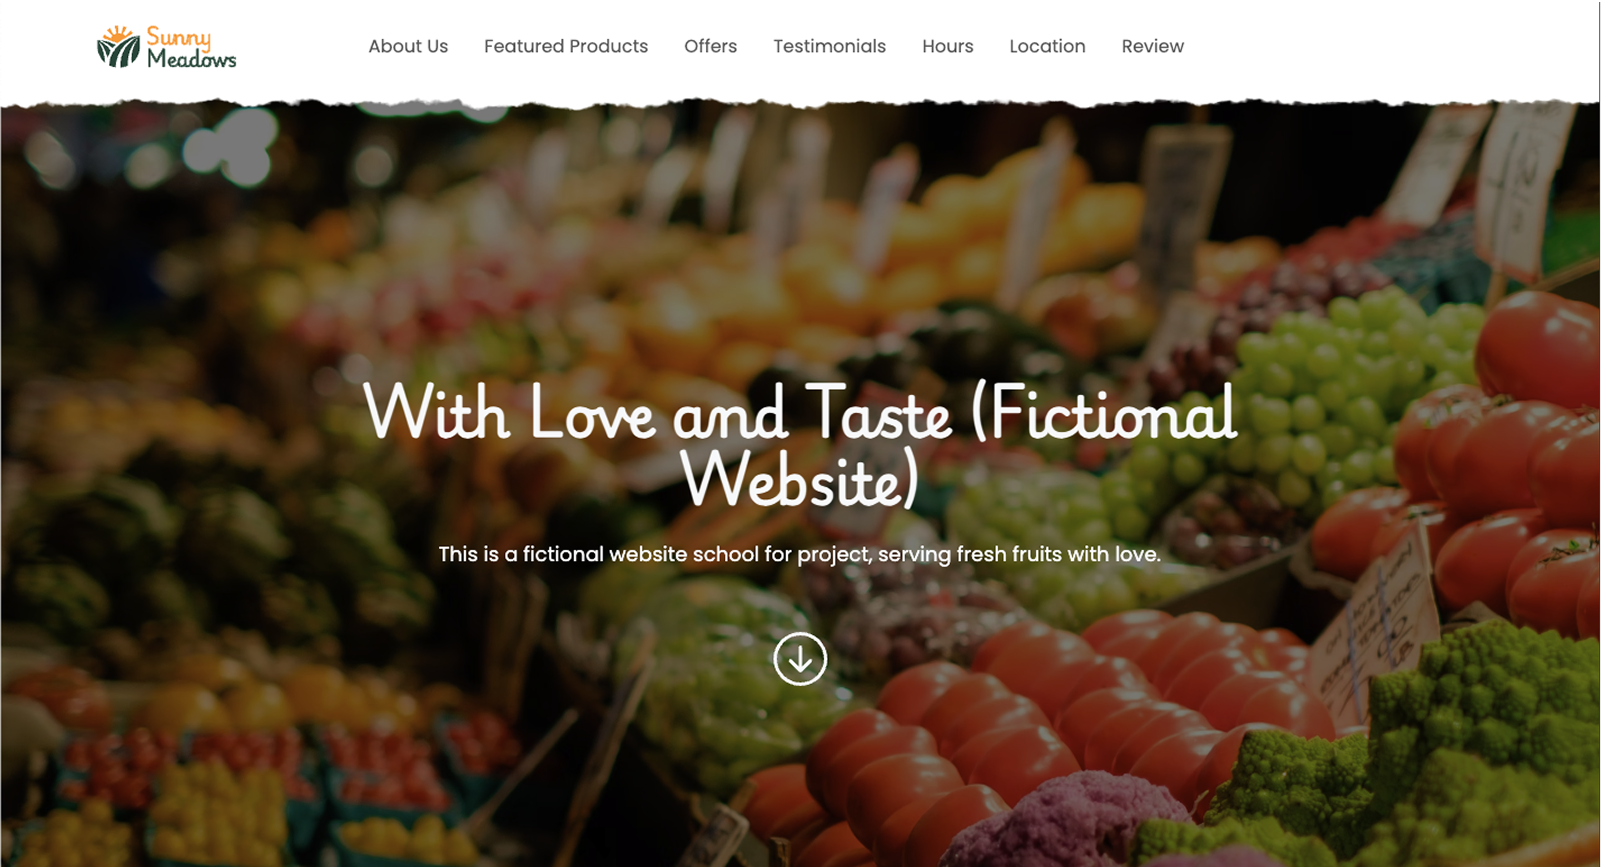 Sunny
Meadows
About Us
Featured Products
Offers
Testimonials
Hours
Location
Review
With Love and Taste (Fictional
Website)
This is a fictional website school for project, serving fresh fruits with love.